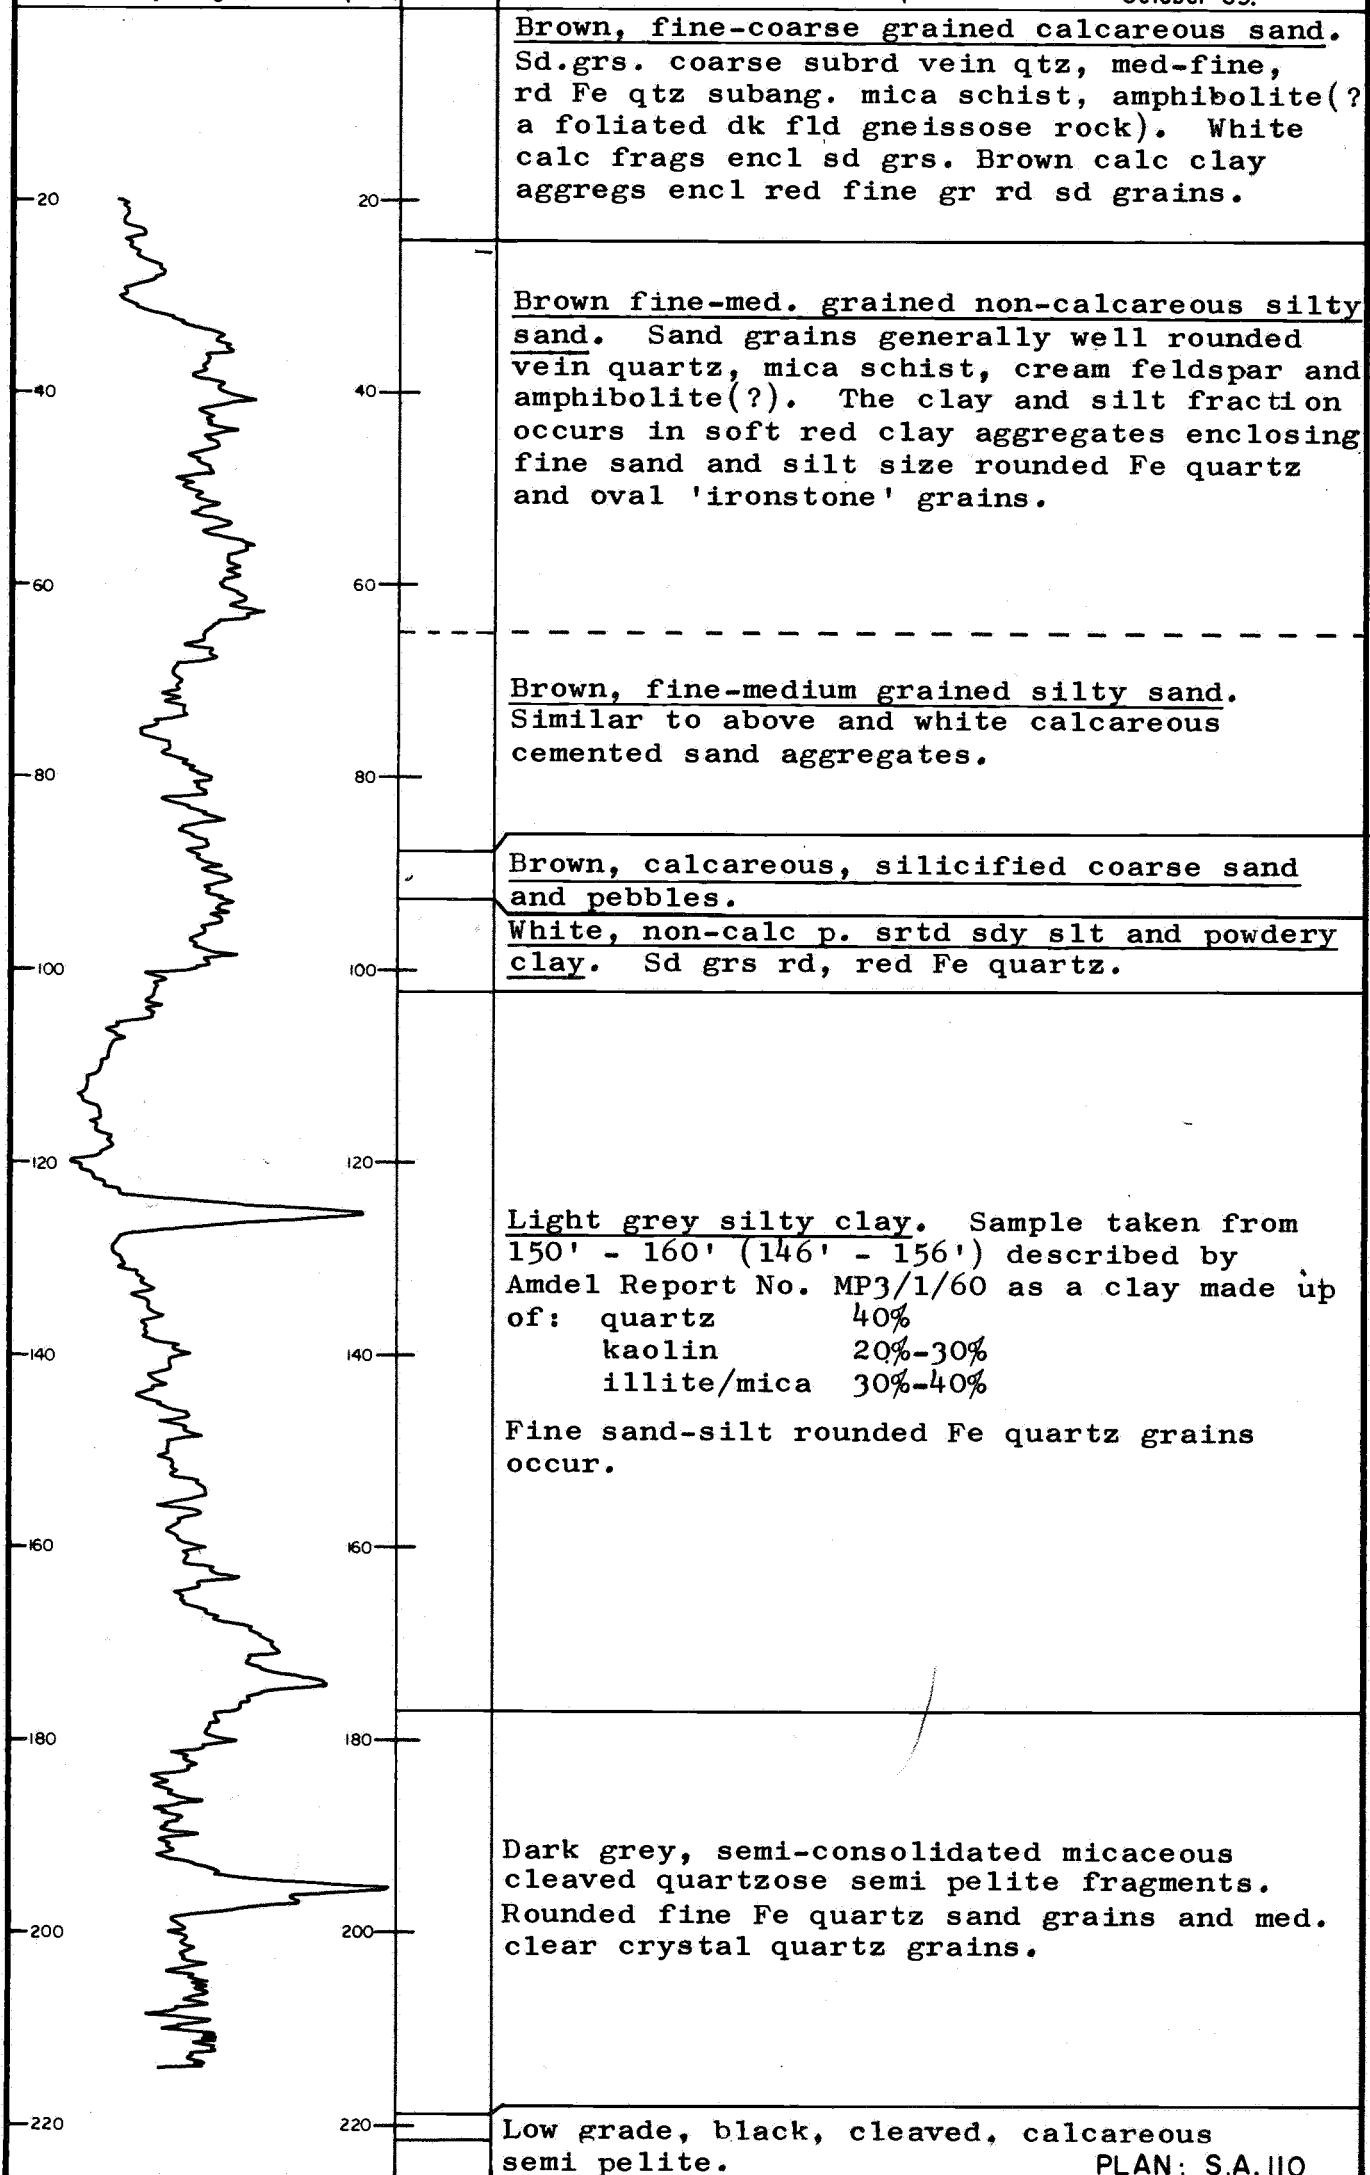 Brown, fine-coarse grained calcareous sand.
Sd.grs. coarse subrd vein qtz, med-fine,
rd Fe qtz subang. mica schist, amphibolite(?
a foliated dk fld gneissose rock). White
calc frags encl sd grs. Brown calc clay
aggregs encl red fine gr rd sd grains.
20 20
Brown fine-med. grained non-calcareous silty
sand. Sand grains generally well rounded
vein quartz, mica schist, cream feldspar and
40 40
amphibolite(?). The clay and silt fraction
occurs in soft red clay aggregates enclosing
fine sand and silt size rounded Fe quartz
and oval 'ironstone' grains.
60 60
Brown, fine-medium grained silty sand.
Similar to above and white calcareous
cemented sand aggregates.
80 80
Brown, calcareous, silicified coarse sand
and pebbles.
White, non-calc p. srtd sdy slt and powdery
clay. Sd grs rd, red Fe quartz.
100 100
120 120
Light grey silty clay. Sample taken from
150' - 160' (146' - 156') described by
Amdel Report No. MP3/1/60 as a clay made up
of: quartz 40%
kaolin 20%-30%
140 140
illite/mica 30%-40%
Fine sand-silt rounded Fe quartz grains
occur.
160 160
180 180
Dark grey, semi-consolidated micaceous
cleaved quartzose semi pelite fragments.
Rounded fine Fe quartz sand grains and med.
200 200
clear crystal quartz grains.
220 220
Low grade, black, cleaved, calcareous
semi pelite.
PLAN: S.A.110